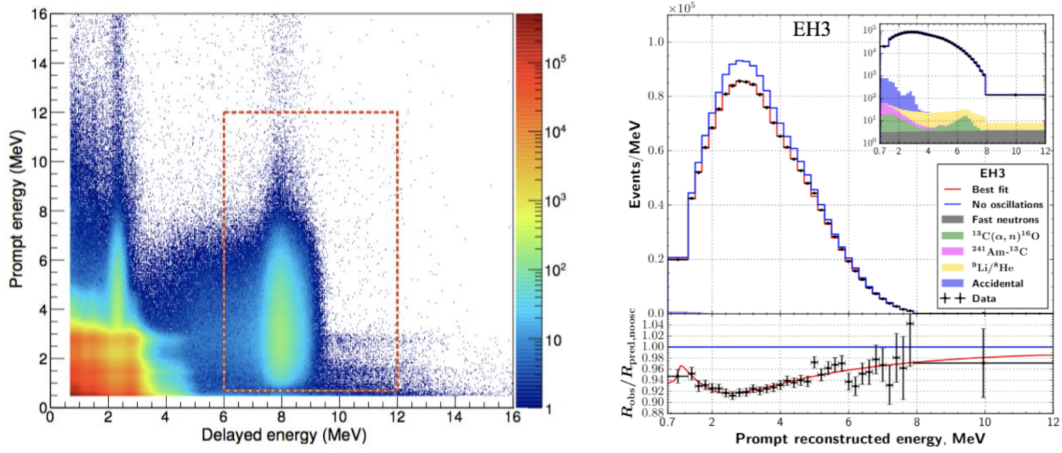 16
14
12
10
8
6
4
2
0
Prompt energy (MeV)
0 2 4 6 8 10 12 14 16
Delayed energy (MeV)
10⁵
10⁴
10³
10²
10
1
×10⁵
EH3
1.0
0.8
0.6
0.4
0.2
0.0
Events/MeV
10⁵
10⁴
10³
10²
10¹
10⁰
0.7 2 4 6 8 10 12
EH3
Best fit
No oscillations
Fast neutrons
¹³C(α, n)¹⁶O
²⁴¹Am-¹³C
⁹Li/⁸He
Accidental
Data
1.04
1.02
1.00
0.98
0.96
0.94
0.92
0.90
0.88
R_obs/R_pred,noosc
0.7 2 4 6 8 10 12
Prompt reconstructed energy, MeV